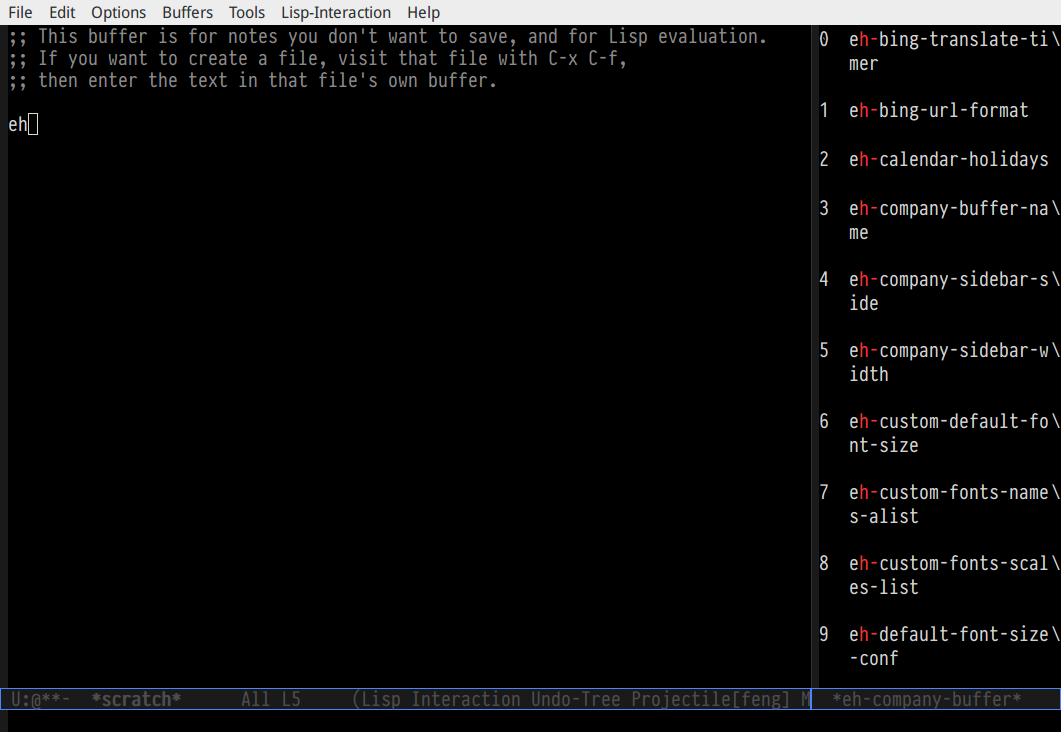 File Edit Options Buffers Tools Lisp-Interaction Help
;; This buffer is for notes you don't want to save, and for Lisp evaluation.
;; If you want to create a file, visit that file with C-x C-f,
;; then enter the text in that file's own buffer.
eh
0 eh-bing-translate-ti\
mer
1 eh-bing-url-format
2 eh-calendar-holidays
3 eh-company-buffer-na\
me
4 eh-company-sidebar-s\
ide
5 eh-company-sidebar-w\
idth
6 eh-custom-default-fo\
nt-size
7 eh-custom-fonts-name\
s-alist
8 eh-custom-fonts-scal\
es-list
9 eh-default-font-size\
-conf
U:@**- *scratch* All L5 (Lisp Interaction Undo-Tree Projectile[feng] M
*eh-company-buffer*